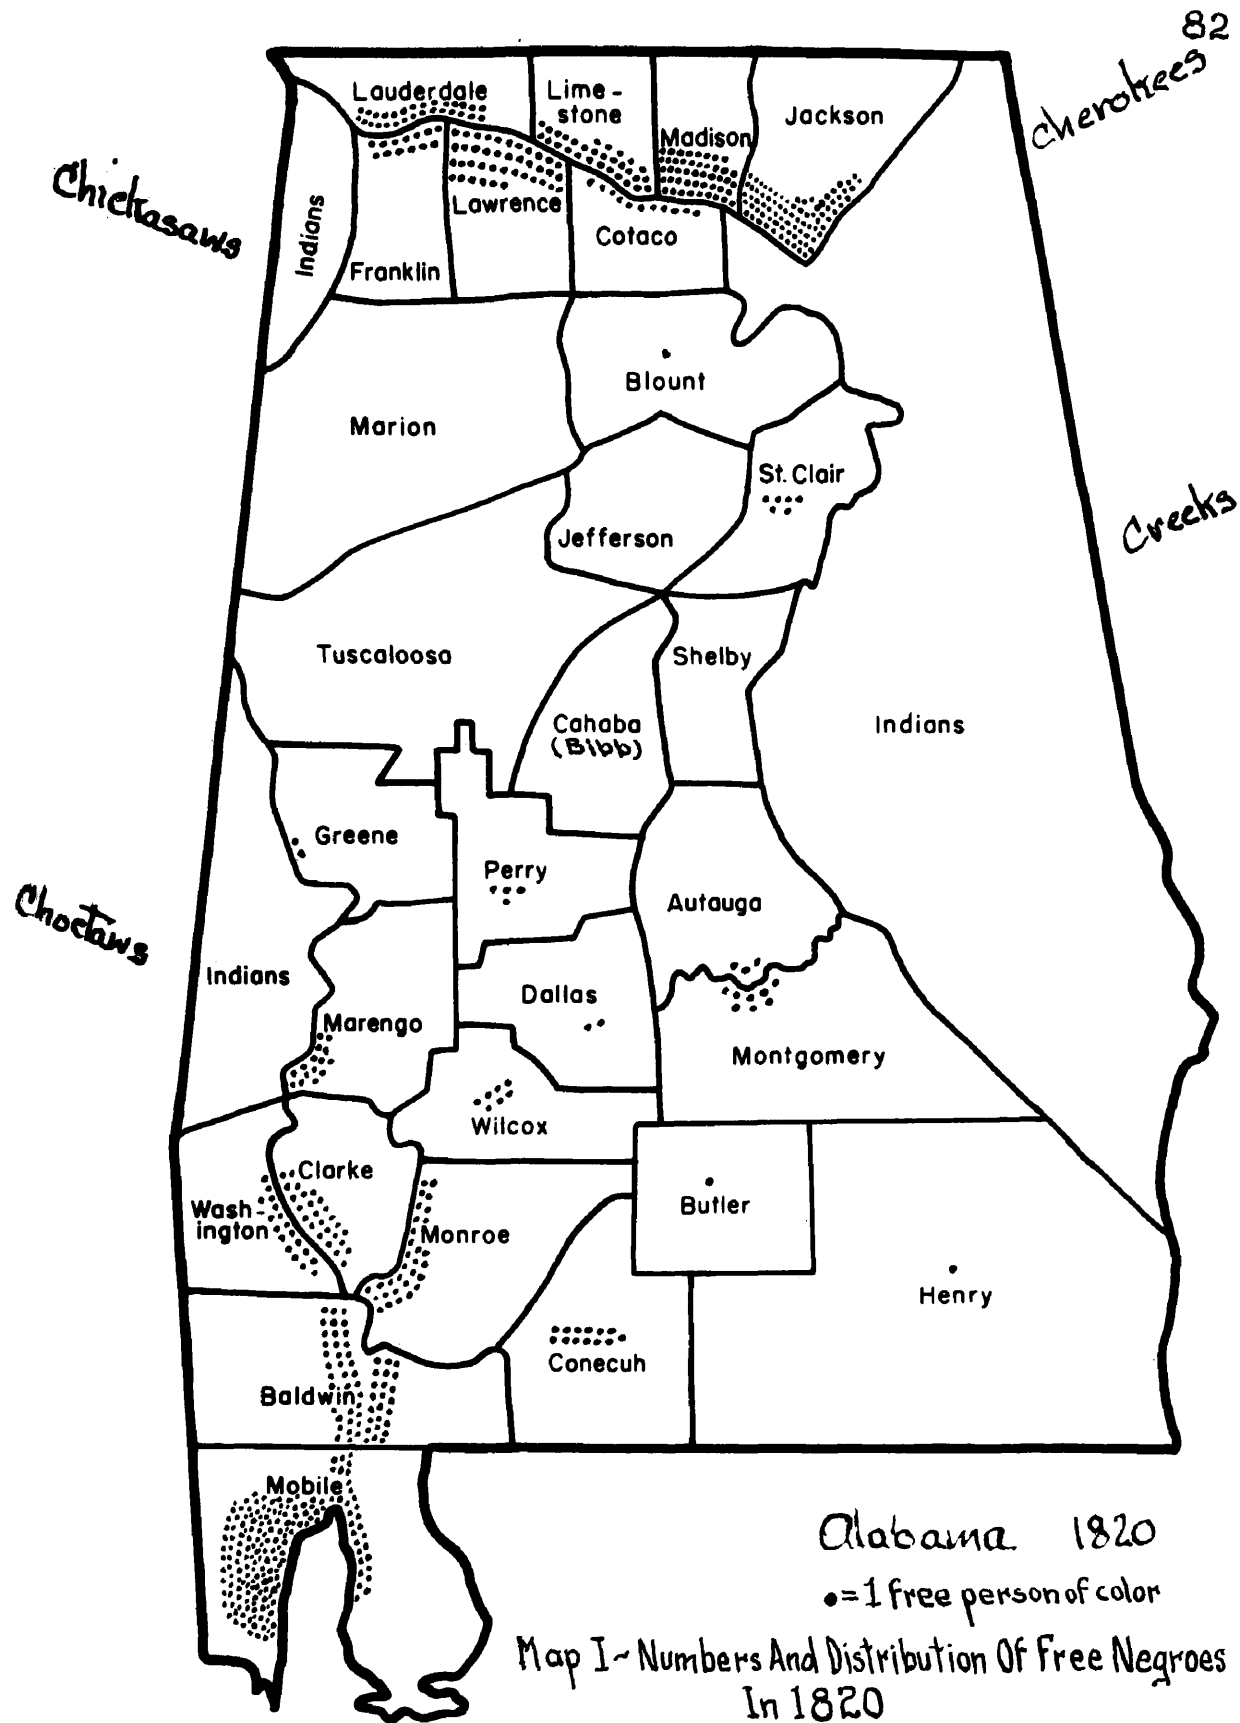 82
Cherokees
Lauderdale
Lime-
stone
Madison
Jackson
Chickasaws
Indians
Lawrence
Cotaco
Franklin
Blount
Marion
St. Clair
Creeks
Jefferson
Tuscaloosa
Shelby
Cahaba
(Bibb)
Indians
Greene
Perry
Autauga
Choctaws
Indians
Dallas
Marengo
Montgomery
Wilcox
Clarke
Wash-
ington
Monroe
Butler
Henry
Conecuh
Baldwin
Mobile
Alabama 1820
•=1 free person of color
Map I~Numbers And Distribution Of Free Negroes
In 1820